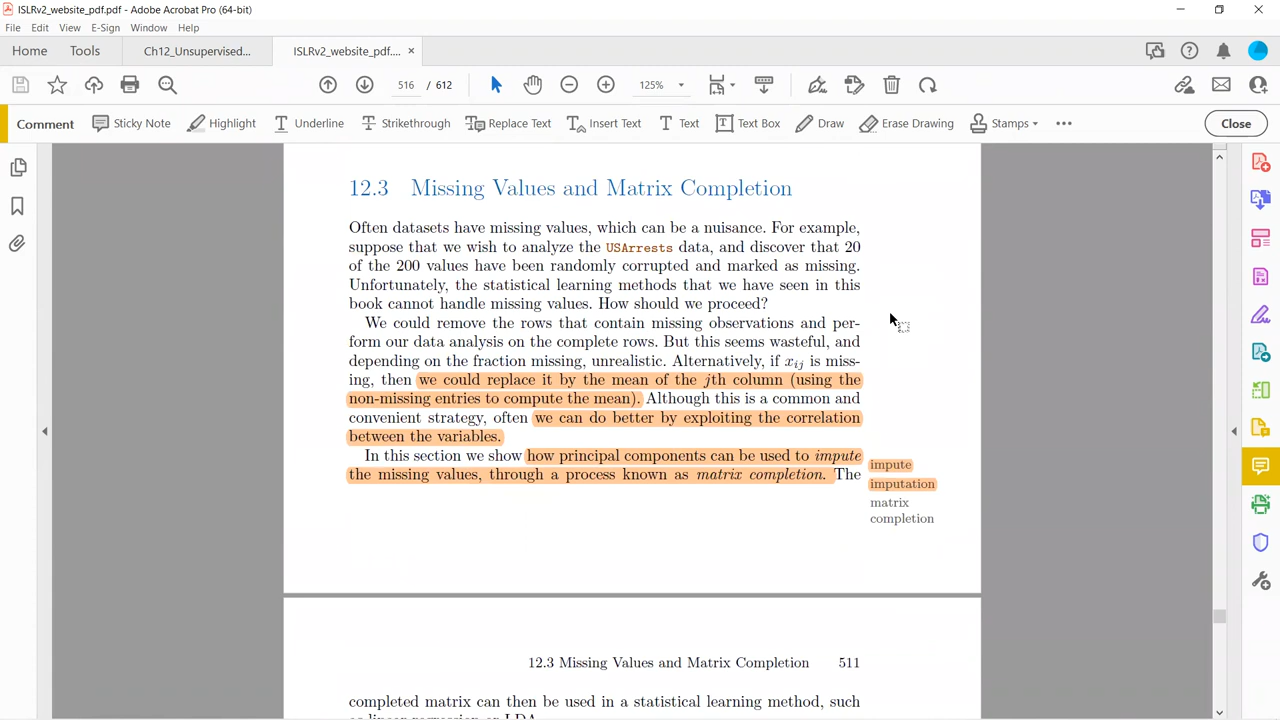 ISLRv2_website_pdf.pdf - Adobe Acrobat Pro (64-bit)
File Edit View E-Sign Window Help
Home Tools Ch12_Unsupervised... ISLRv2_website_pdf.... ×
516 / 612 125%
Comment Sticky Note Highlight Underline Strikethrough Replace Text Insert Text Text Text Box Draw Erase Drawing Stamps Close
12.3 Missing Values and Matrix Completion
Often datasets have missing values, which can be a nuisance. For example,
suppose that we wish to analyze the USArrests data, and discover that 20
of the 200 values have been randomly corrupted and marked as missing.
Unfortunately, the statistical learning methods that we have seen in this
book cannot handle missing values. How should we proceed?
We could remove the rows that contain missing observations and per-
form our data analysis on the complete rows. But this seems wasteful, and
depending on the fraction missing, unrealistic. Alternatively, if xij is miss-
ing, then we could replace it by the mean of the jth column (using the
non-missing entries to compute the mean). Although this is a common and
convenient strategy, often we can do better by exploiting the correlation
between the variables.
In this section we show how principal components can be used to impute
the missing values, through a process known as matrix completion. The
impute
imputation
matrix
completion
12.3 Missing Values and Matrix Completion 511
completed matrix can then be used in a statistical learning method, such
as linear regression or LDA.